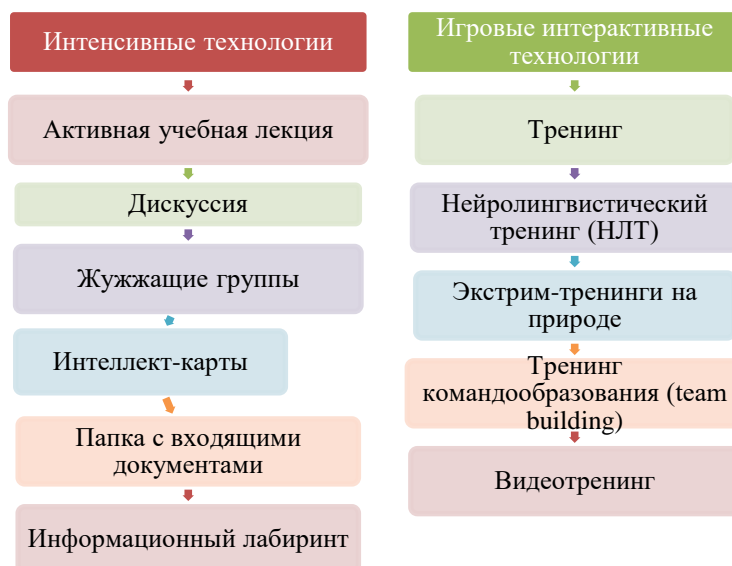 Интенсивные технологии
Активная учебная лекция
Дискуссия
Жужжащие группы
Интеллект-карты
Папка с входящими
документами
Информационный лабиринт
Игровые интерактивные
технологии
Тренинг
Нейролингвистический
тренинг (НЛТ)
Экстрим-тренинги на
природе
Тренинг
командообразования (team
building)
Видеотренинг